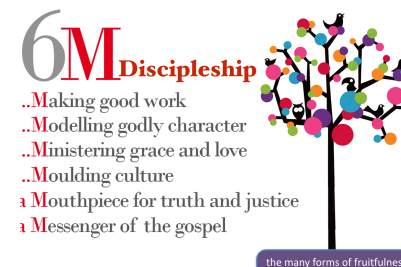 6M Discipleship
..Making good work
..Modelling godly character
..Ministering grace and love
..Moulding culture
a Mouthpiece for truth and justice
a Messenger of the gospel
the many forms of fruitfulnes